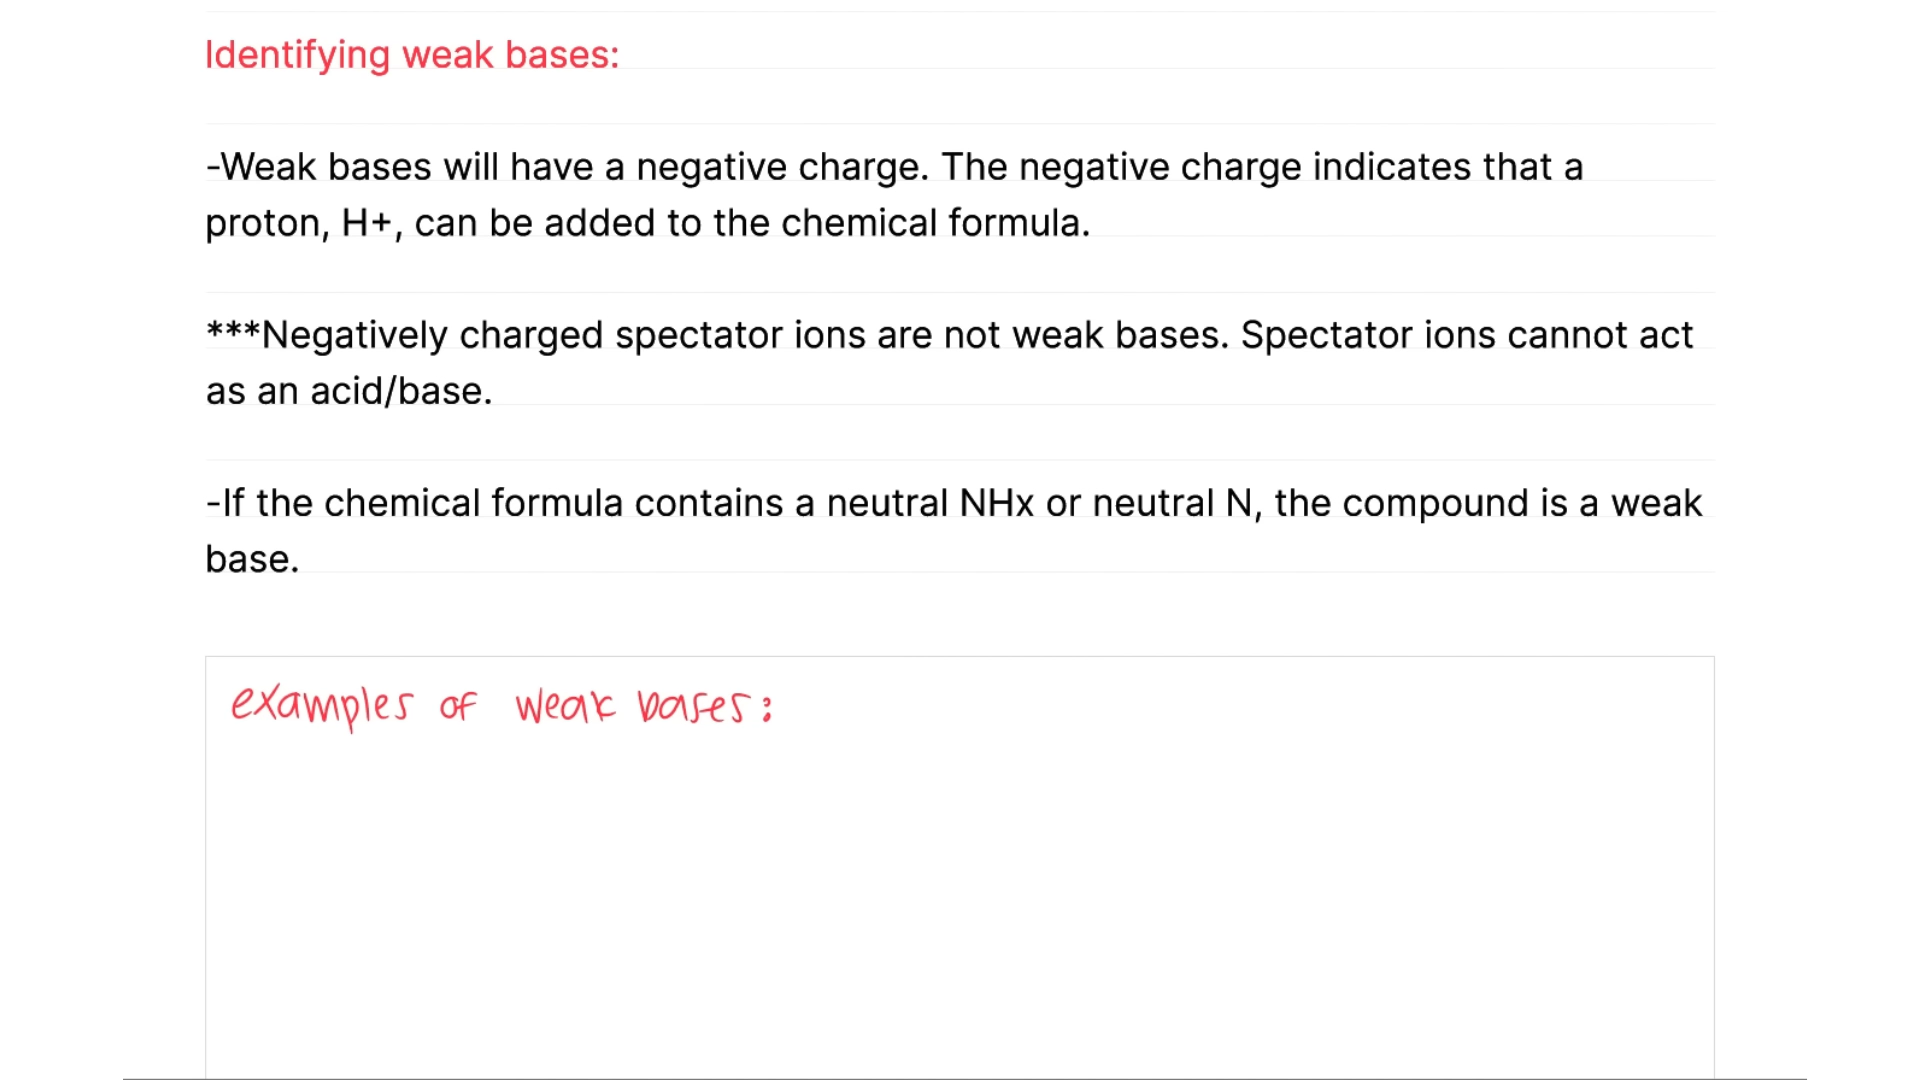 Identifying weak bases:
-Weak bases will have a negative charge. The negative charge indicates that a
proton, H+, can be added to the chemical formula.
***Negatively charged spectator ions are not weak bases. Spectator ions cannot act
as an acid/base.
-If the chemical formula contains a neutral NHx or neutral N, the compound is a weak
base.
examples of weak bases: